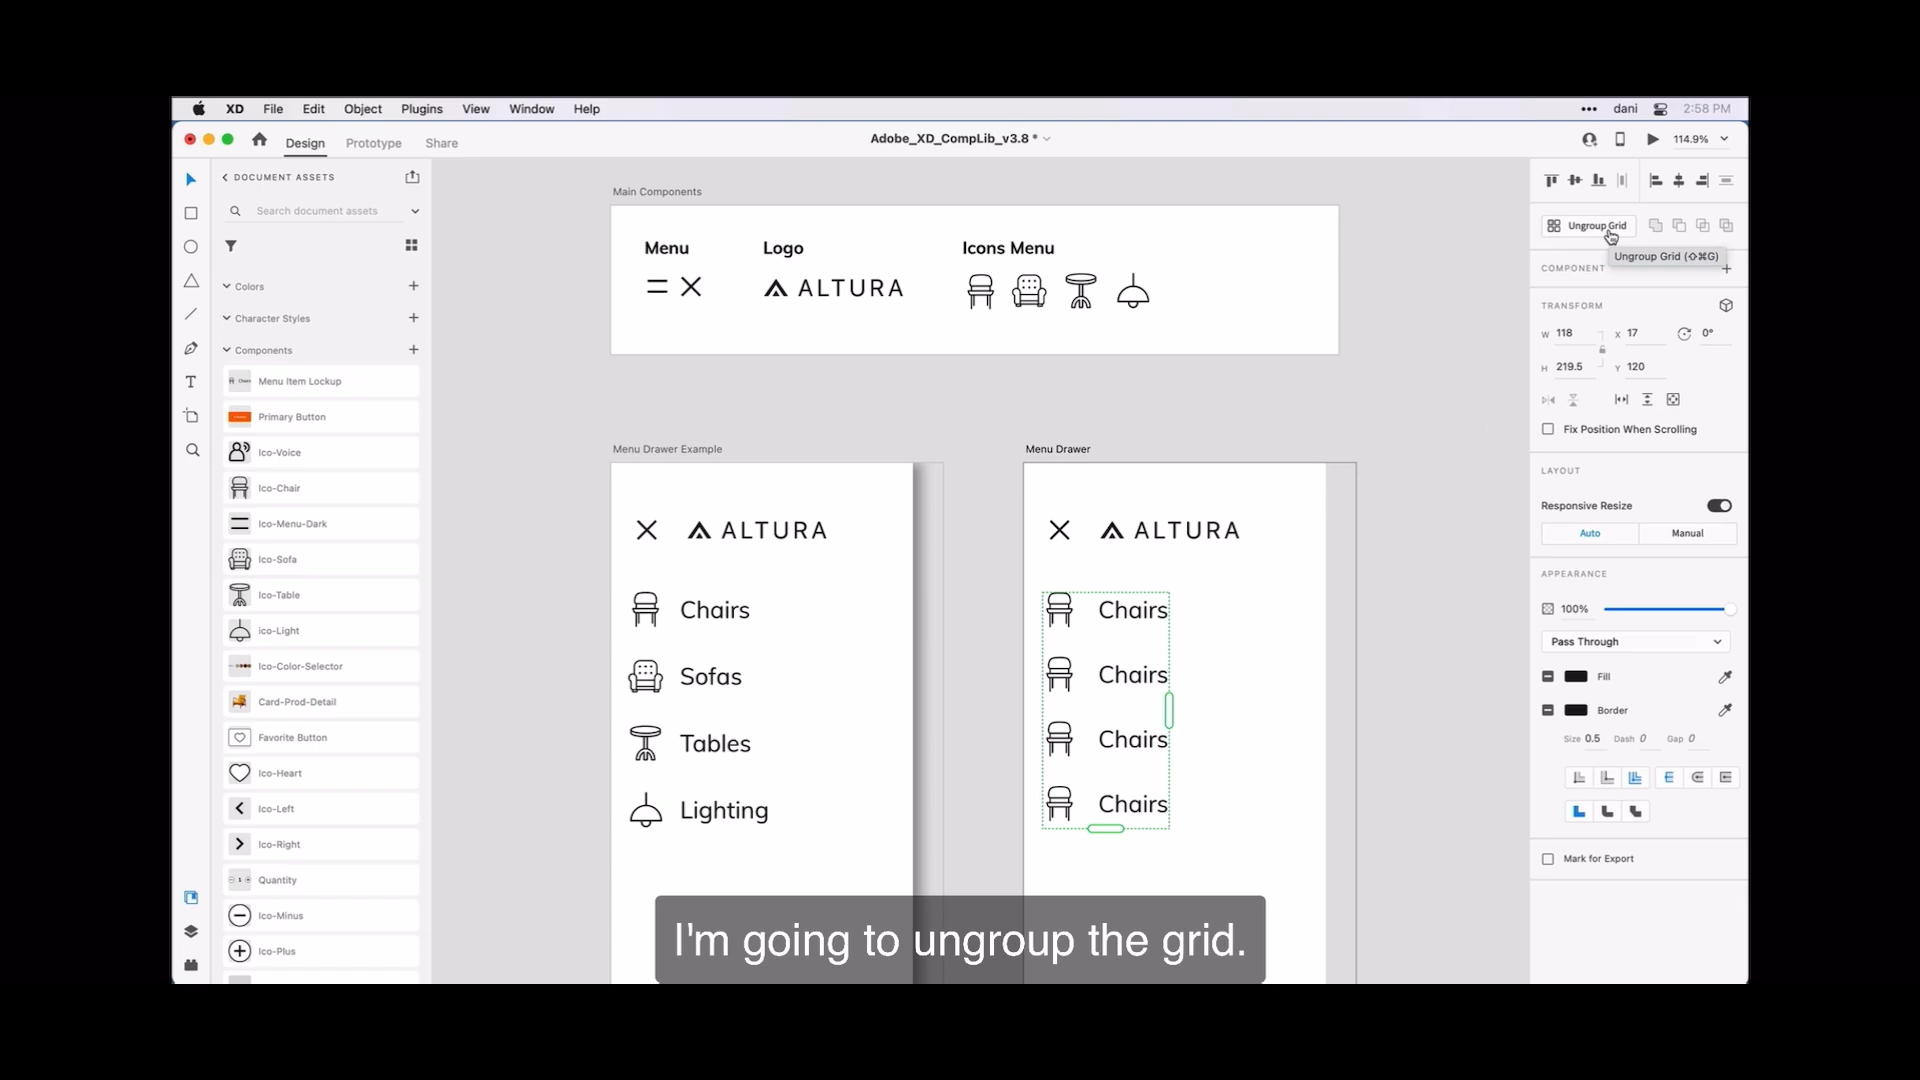 XD File Edit Object Plugins View Window Help
dani 2:58 PM
Design Prototype Share
Adobe_XD_CompLib_v3.8 *
114.9%
DOCUMENT ASSETS
Search document assets
Colors
Character Styles
Components
Menu Item Lockup
Primary Button
Ico-Voice
Ico-Chair
Ico-Menu-Dark
Ico-Sofa
Ico-Table
ico-Light
Ico-Color-Selector
Card-Prod-Detail
Favorite Button
Ico-Heart
Ico-Left
Ico-Right
Quantity
Ico-Minus
Ico-Plus
Main Components
Menu
Logo
ALTURA
Icons Menu
Menu Drawer Example
ALTURA
Chairs
Sofas
Tables
Lighting
Menu Drawer
ALTURA
Chairs
Chairs
Chairs
Chairs
I'm going to ungroup the grid.
Ungroup Grid
Ungroup Grid (⇧⌘G)
COMPONENT
TRANSFORM
W 118 X 17 0°
H 219.5 Y 120
Fix Position When Scrolling
LAYOUT
Responsive Resize
Auto Manual
APPEARANCE
100%
Pass Through
Fill
Border
Size 0.5 Dash 0 Gap 0
Mark for Export